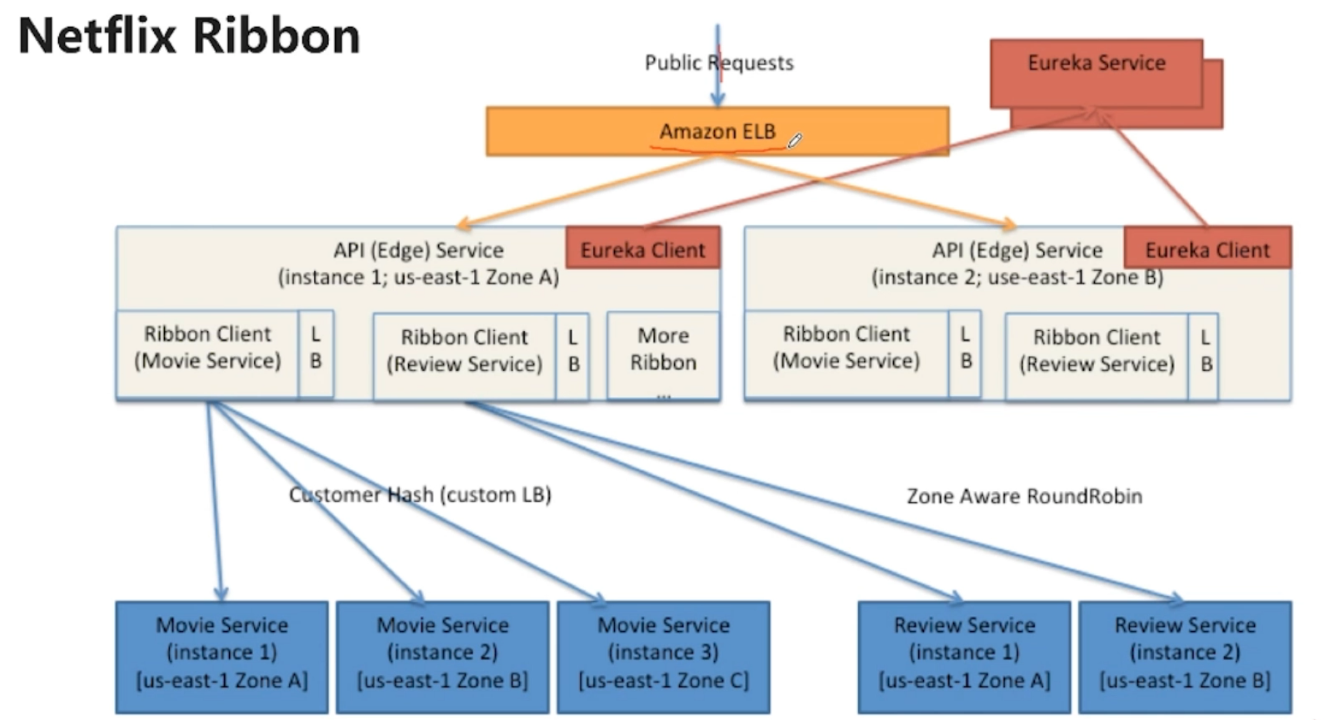 Netflix Ribbon
Public Requests
Eureka Service
Amazon ELB
API (Edge) Service
(instance 1; us-east-1 Zone A)
Eureka Client
Ribbon Client
(Movie Service)
L
B
Ribbon Client
(Review Service)
L
B
More
Ribbon
...
API (Edge) Service
(instance 2; use-east-1 Zone B)
Eureka Client
Ribbon Client
(Movie Service)
L
B
Ribbon Client
(Review Service)
L
B
Customer Hash (custom LB)
Zone Aware RoundRobin
Movie Service
(instance 1)
[us-east-1 Zone A]
Movie Service
(instance 2)
[us-east-1 Zone B]
Movie Service
(instance 3)
[us-east-1 Zone C]
Review Service
(instance 1)
[us-east-1 Zone A]
Review Service
(instance 2)
[us-east-1 Zone B]